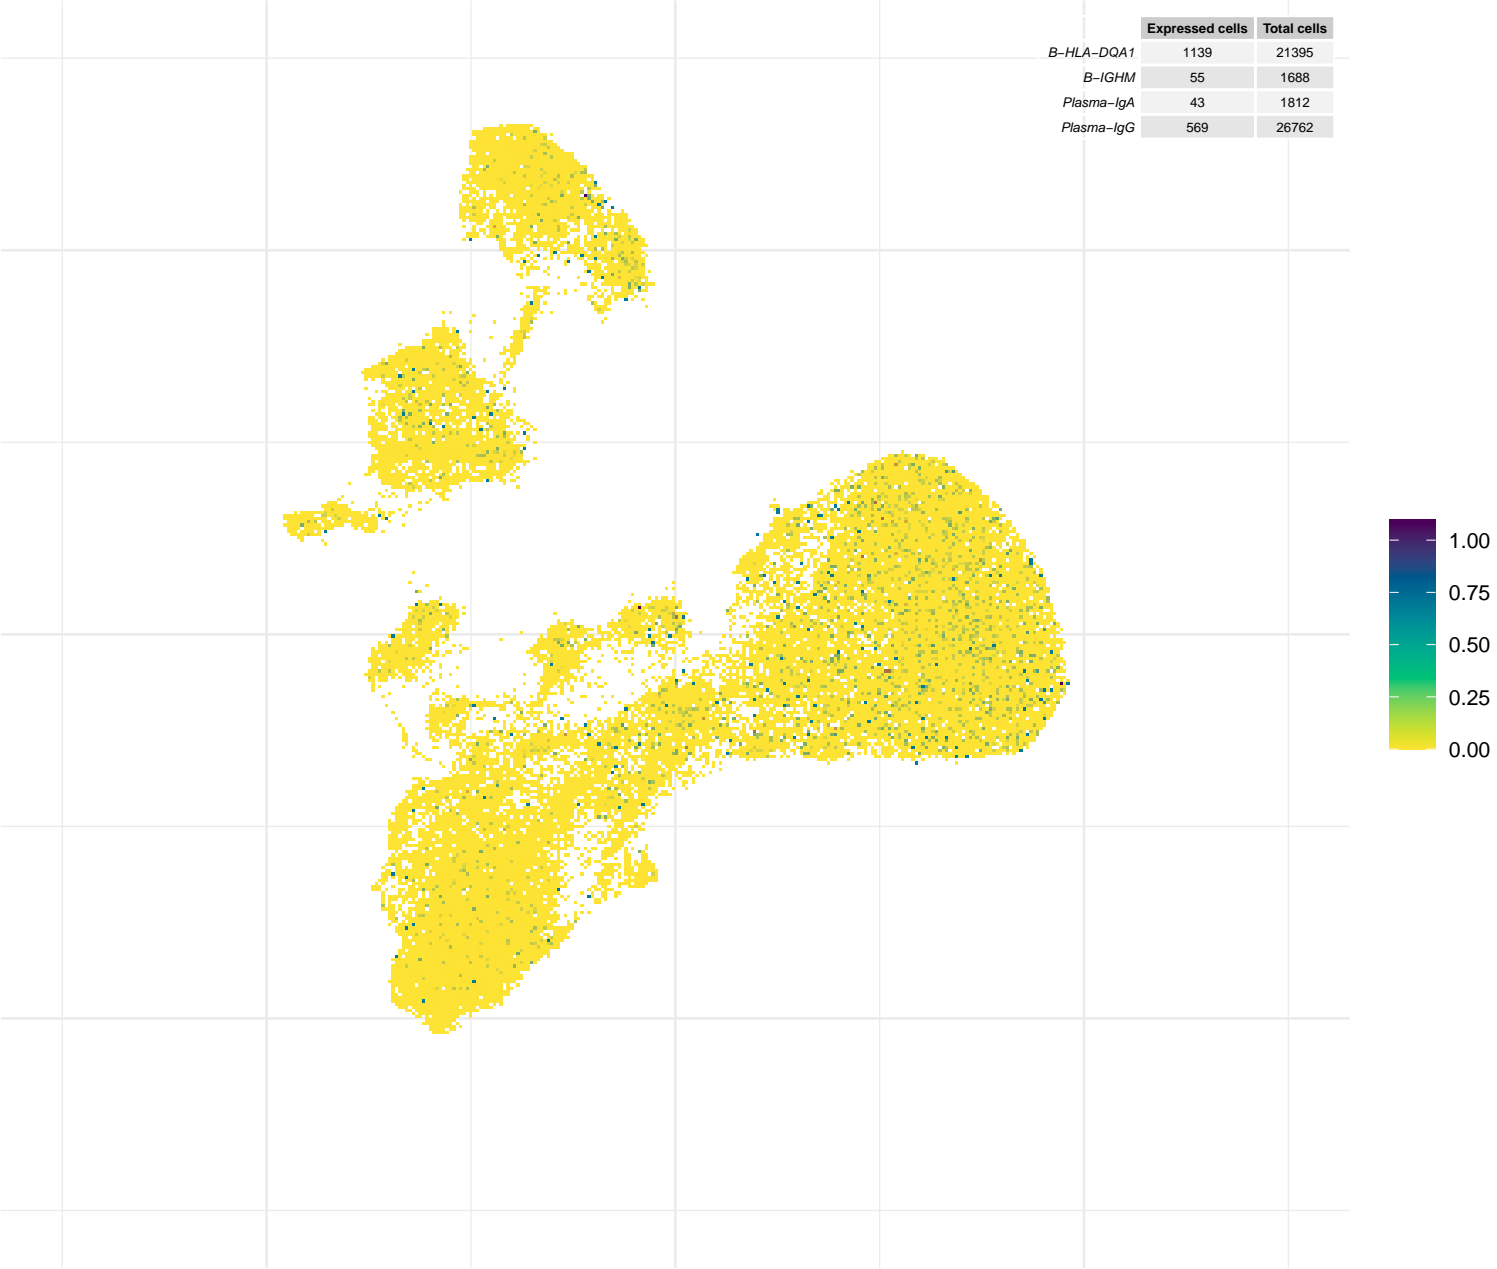 Expressed cells Total cells
B−HLA−DQA1 1139 21395
B−IGHM 55 1688
Plasma−IgA 43 1812
Plasma−IgG 569 26762
1.00
0.75
0.50
0.25
0.00